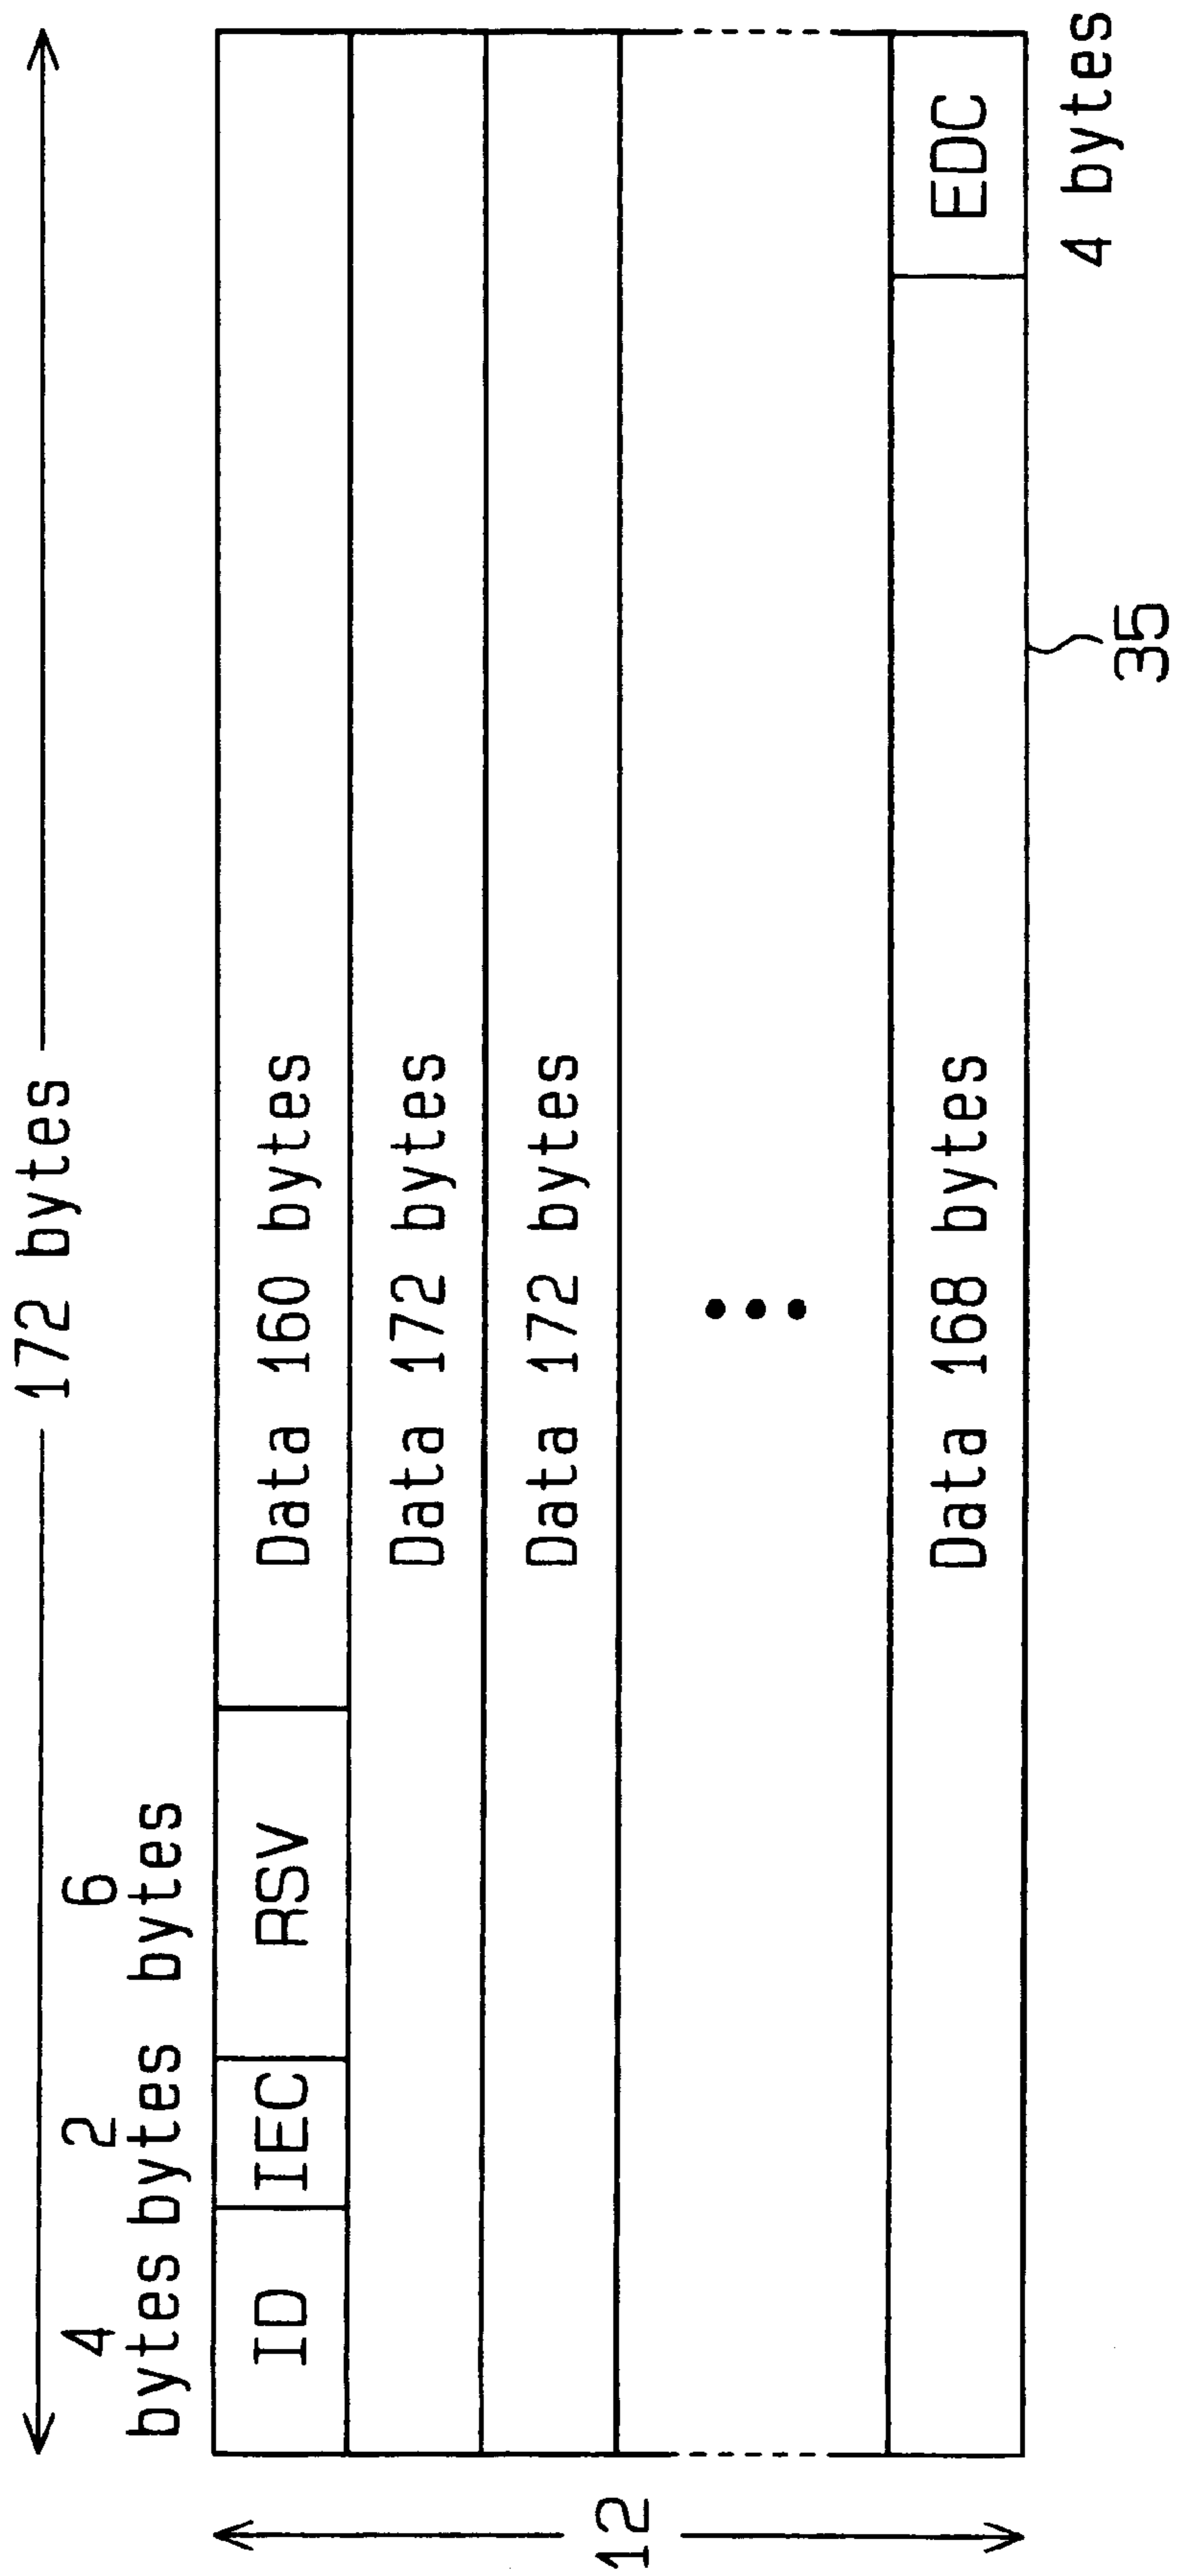 172 bytes
4 bytes
2 bytes
6 bytes
ID
IEC
RSV
Data 160 bytes
Data 172 bytes
Data 172 bytes
12
Data 168 bytes
EDC
4 bytes
35